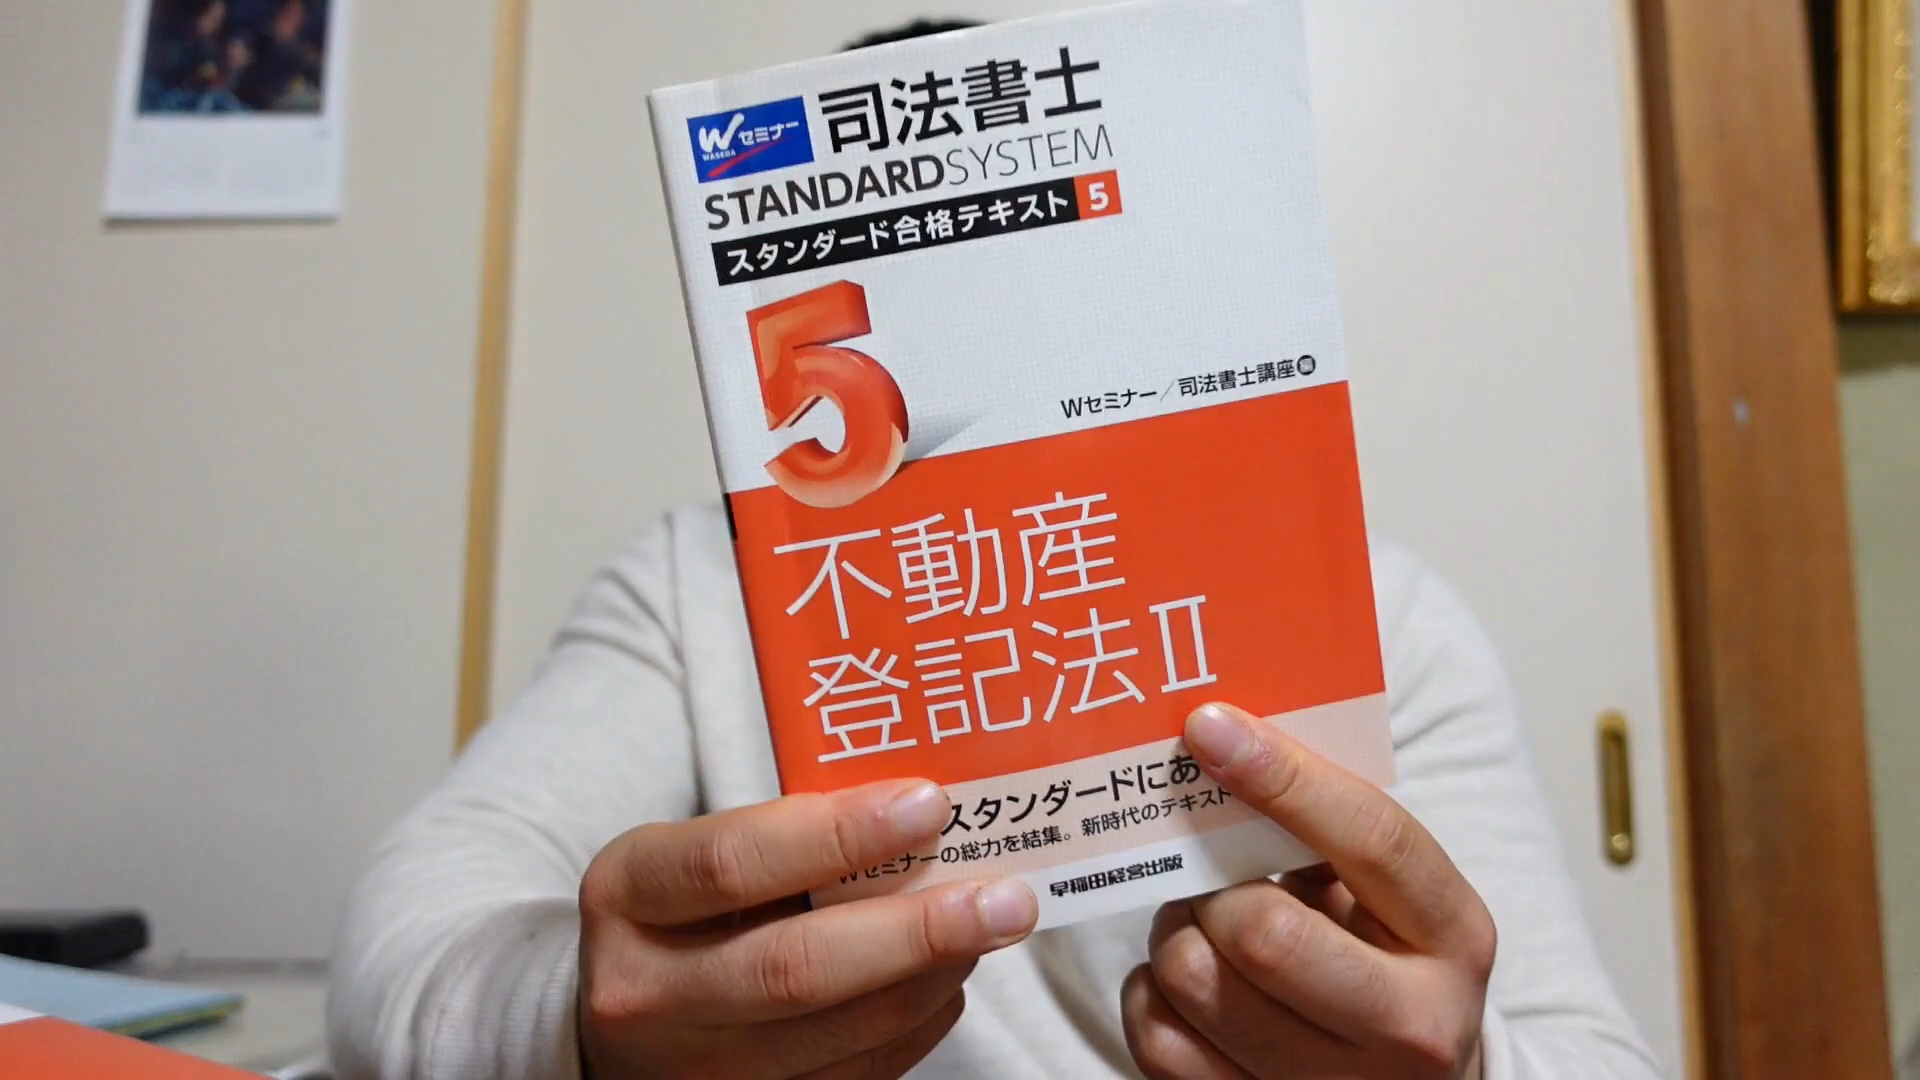 W セミナー
WASEDA
司法書士
STANDARDSYSTEM
スタンダード合格テキスト 5
5
Wセミナー／司法書士講座編
不動産
登記法Ⅱ
スタンダードにあ
Wセミナーの総力を結集。新時代のテキスト
早稲田経営出版